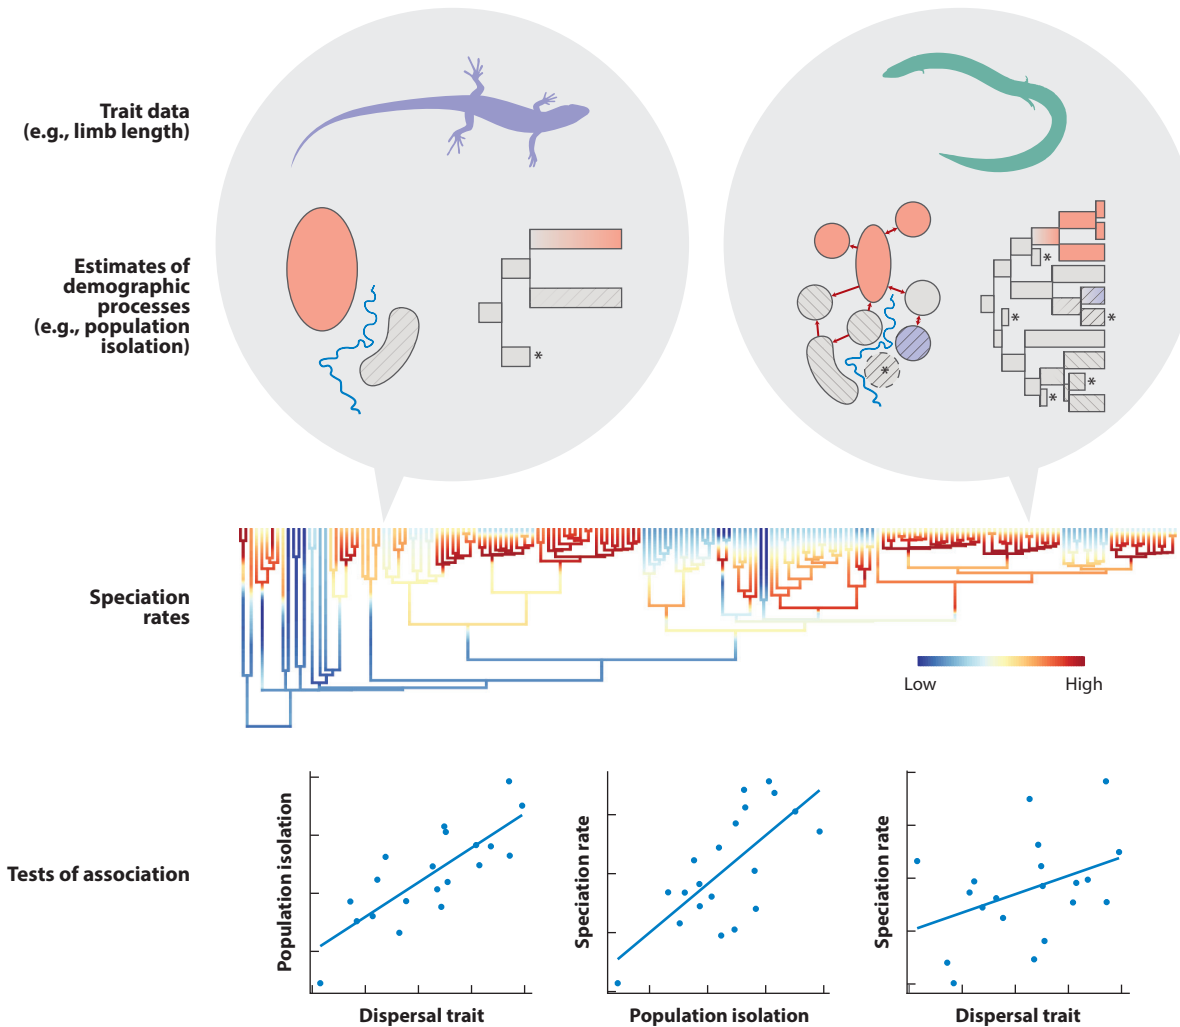 Trait data
(e.g., limb length)
Estimates of
demographic
processes
(e.g., population
isolation)
*
*
*
*
*
*
*
Speciation
rates
Low
High
Tests of association
Population isolation
Dispersal trait
Speciation rate
Population isolation
Speciation rate
Dispersal trait